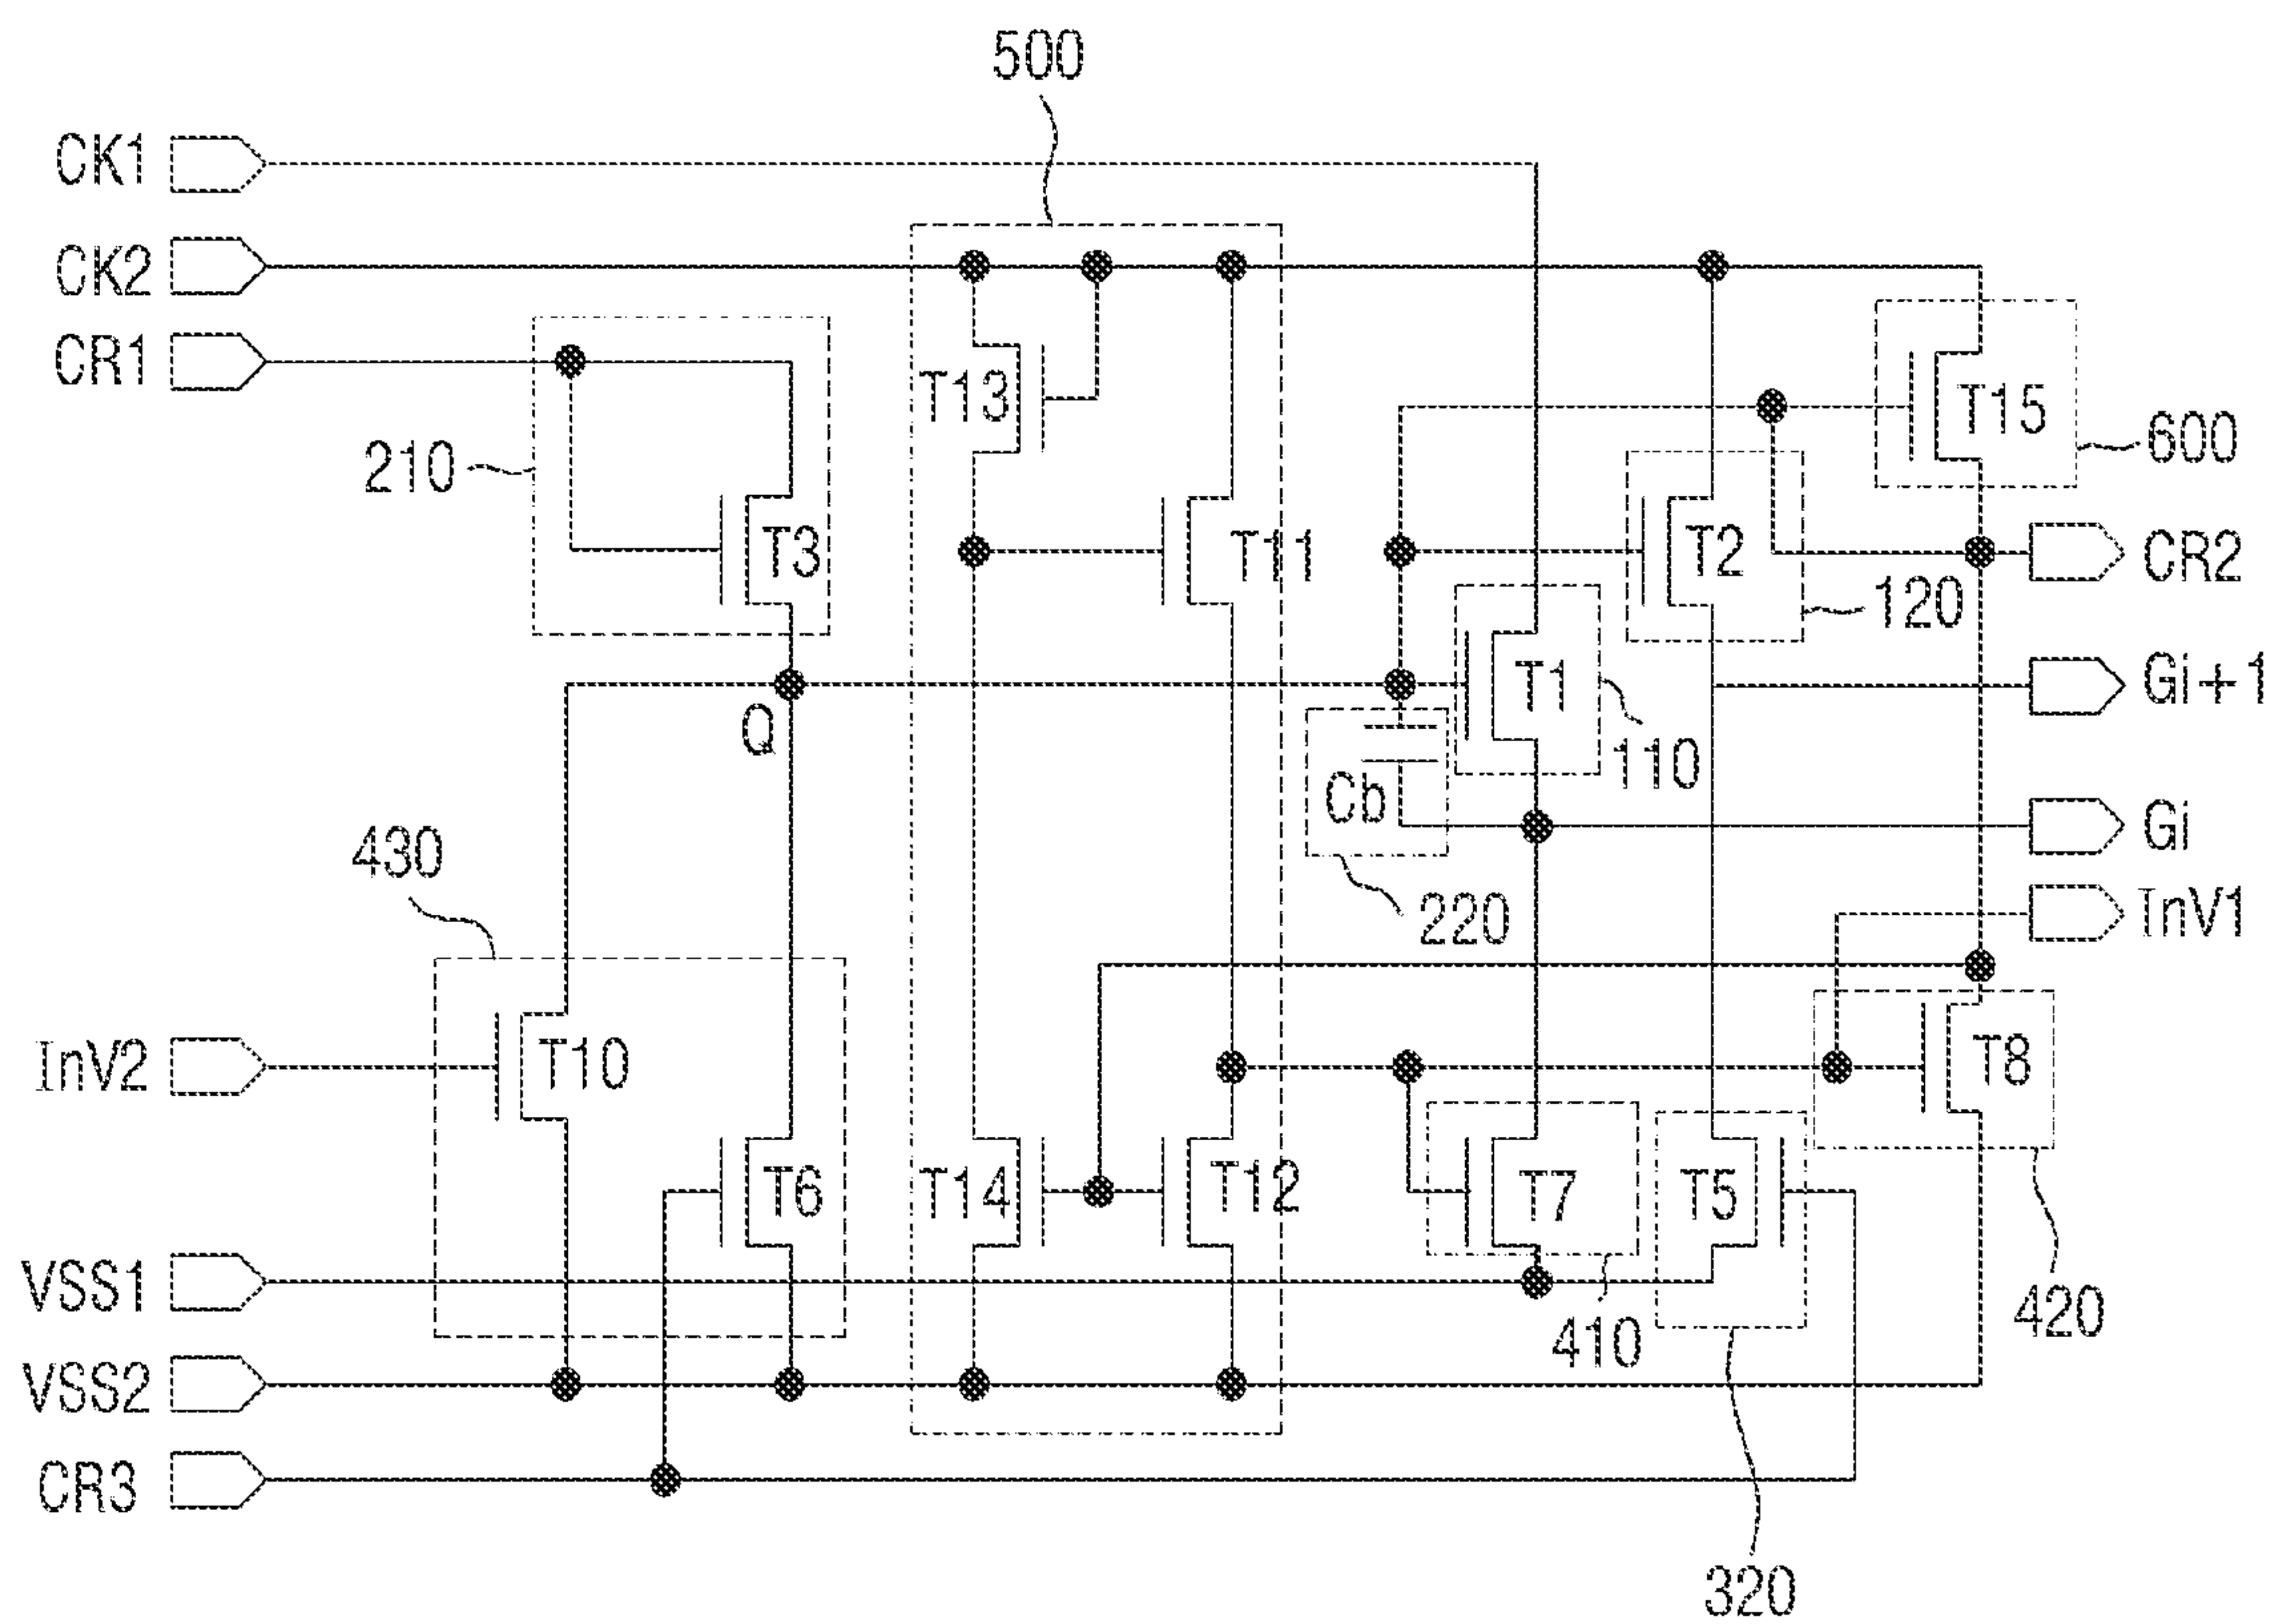 500
CK1
CK2
CR1
T13
T15
600
210
T3
T11
T2
CR2
120
T1
Gi+1
Q
110
Cb
Gi
430
220
InV1
InV2
T10
T8
T6
T14
T12
T7
T5
VSS1
420
410
VSS2
CR3
320